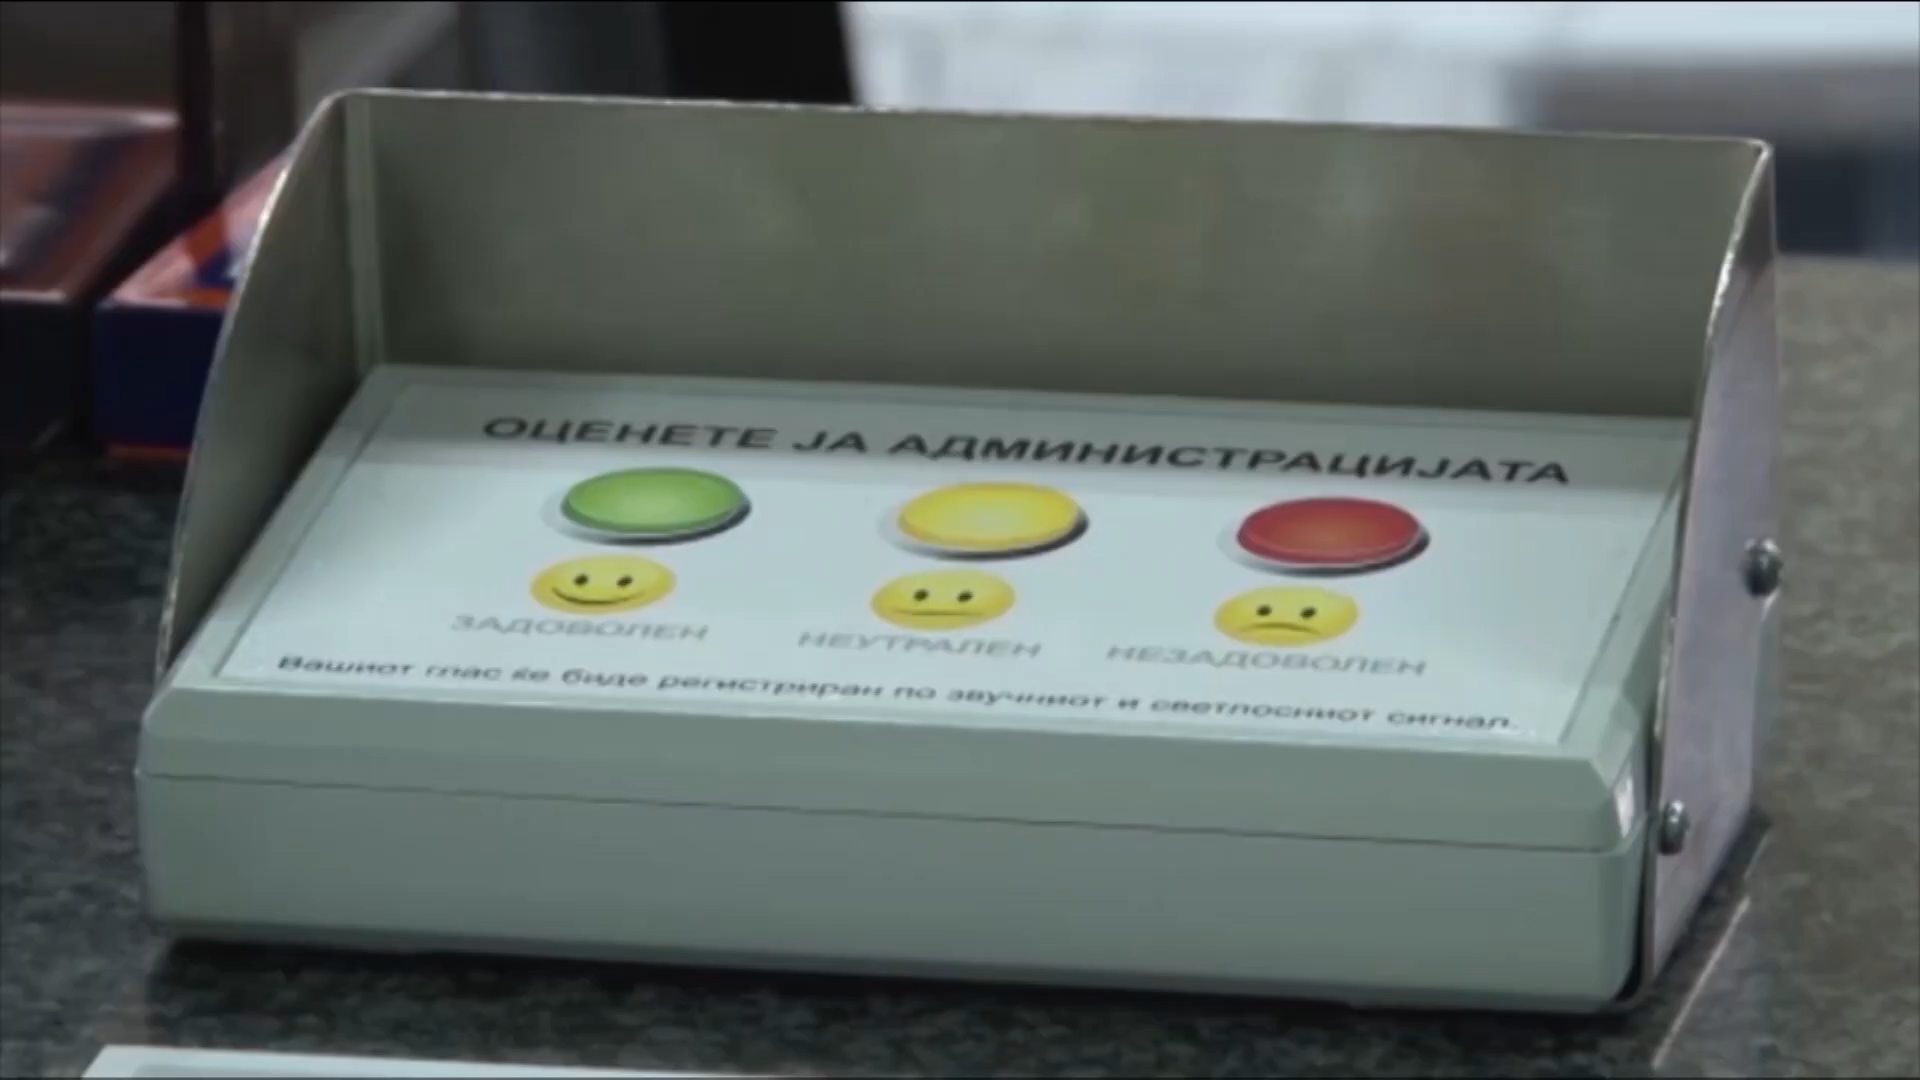 ОЦЕНЕТЕ ЈА АДМИНИСТРАЦИЈАТА
ЗАДОВОЛЕН НЕУТРАЛЕН НЕЗАДОВОЛЕН
Вашиот глас ќе биде регистриран по звучниот и светлосниот сигнал.